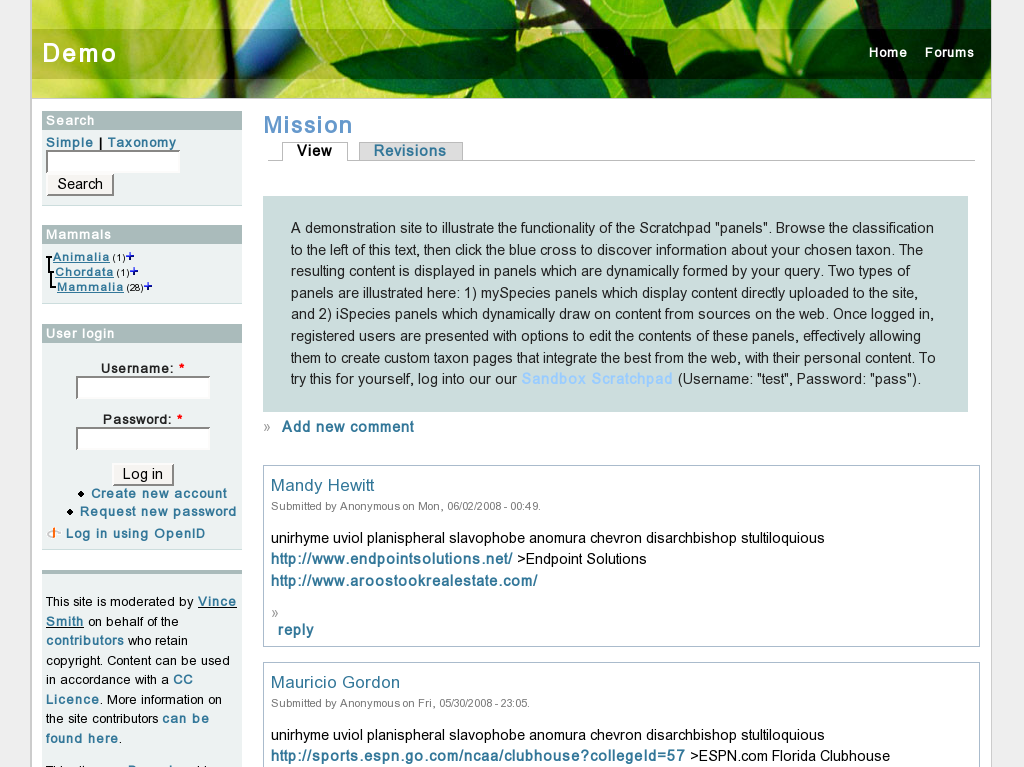 Demo
Home Forums
Search
Simple | Taxonomy
Search
Mammals
Animalia (1)+
Chordata (1)+
Mammalia (28)+
User login
Username: *
Password: *
Log in
Create new account
Request new password
Log in using OpenID
This site is moderated by Vince
Smith on behalf of the
contributors who retain
copyright. Content can be used
in accordance with a CC
Licence. More information on
the site contributors can be
found here.
Mission
View Revisions
A demonstration site to illustrate the functionality of the Scratchpad "panels". Browse the classification
to the left of this text, then click the blue cross to discover information about your chosen taxon. The
resulting content is displayed in panels which are dynamically formed by your query. Two types of
panels are illustrated here: 1) mySpecies panels which display content directly uploaded to the site,
and 2) iSpecies panels which dynamically draw on content from sources on the web. Once logged in,
registered users are presented with options to edit the contents of these panels, effectively allowing
them to create custom taxon pages that integrate the best from the web, with their personal content. To
try this for yourself, log into our our Sandbox Scratchpad (Username: "test", Password: "pass").
» Add new comment
Mandy Hewitt
Submitted by Anonymous on Mon, 06/02/2008 - 00:49.
unirhyme uviol planispheral slavophobe anomura chevron disarchbishop stultiloquious
http://www.endpointsolutions.net/ >Endpoint Solutions
http://www.aroostookrealestate.com/
»
reply
Mauricio Gordon
Submitted by Anonymous on Fri, 05/30/2008 - 23:05.
unirhyme uviol planispheral slavophobe anomura chevron disarchbishop stultiloquious
http://sports.espn.go.com/ncaa/clubhouse?collegeId=57 >ESPN.com Florida Clubhouse